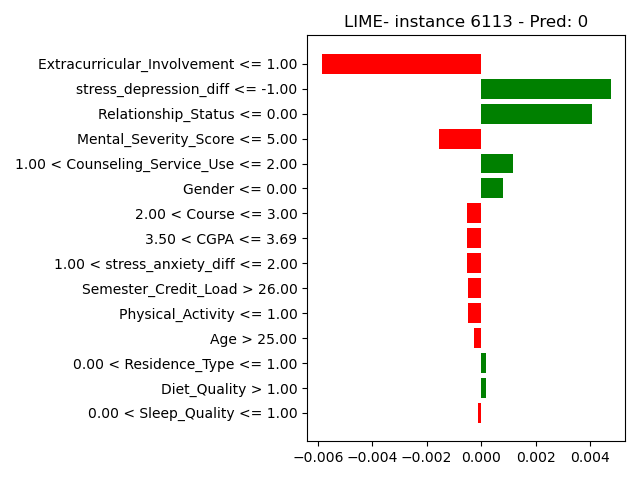 LIME- instance 6113 - Pred: 0
Extracurricular_Involvement <= 1.00
stress_depression_diff <= -1.00
Relationship_Status <= 0.00
Mental_Severity_Score <= 5.00
1.00 < Counseling_Service_Use <= 2.00
Gender <= 0.00
2.00 < Course <= 3.00
3.50 < CGPA <= 3.69
1.00 < stress_anxiety_diff <= 2.00
Semester_Credit_Load > 26.00
Physical_Activity <= 1.00
Age > 25.00
0.00 < Residence_Type <= 1.00
Diet_Quality > 1.00
0.00 < Sleep_Quality <= 1.00
−0.006 −0.004 −0.002 0.000 0.002 0.004